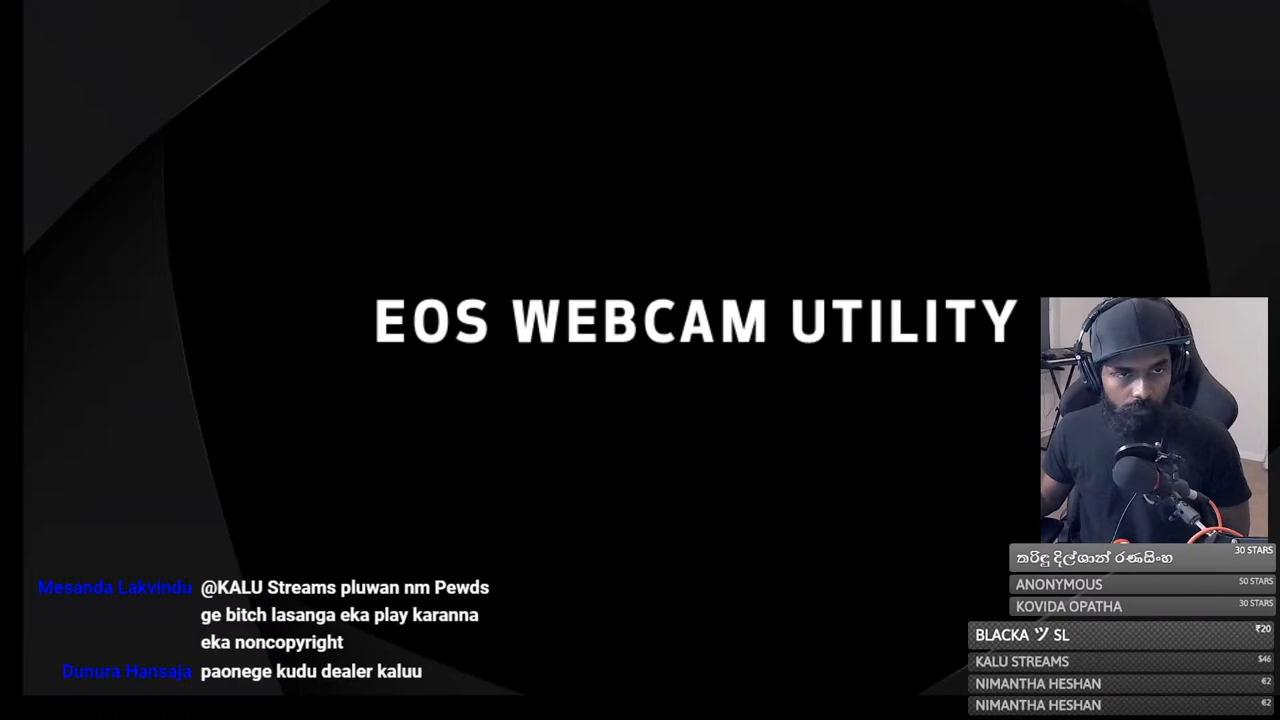 EOS WEBCAM UTILITY
Mesanda Lakvindu @KALU Streams pluwan nm Pewds
ge bitch lasanga eka play karanna
eka noncopyright
Dunura Hansaja paonege kudu dealer kaluu
තරිඳු දිල්ශාන් රණසිංහ 30 STARS
ANONYMOUS 50 STARS
KOVIDA OPATHA 30 STARS
BLACKA ツ SL ₹20
KALU STREAMS $46
NIMANTHA HESHAN €2
NIMANTHA HESHAN €2